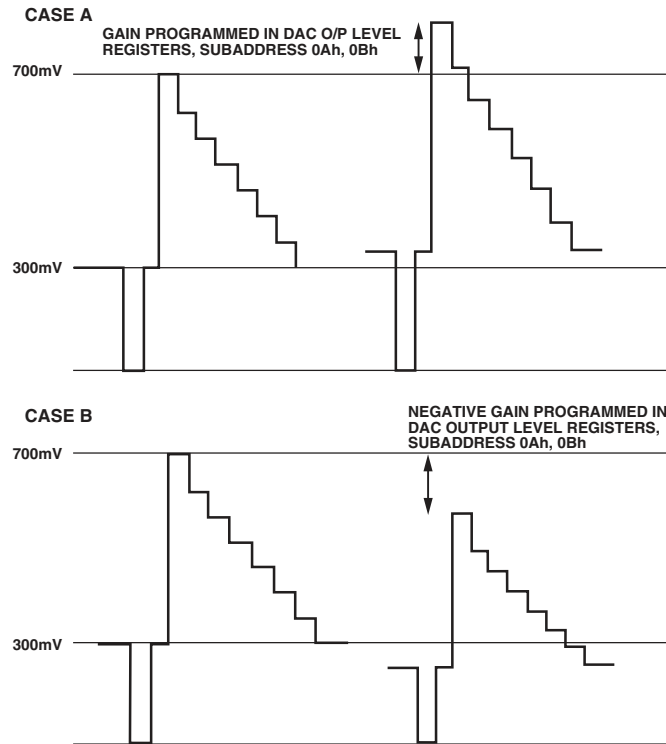 CASE A
GAIN PROGRAMMED IN DAC O/P LEVEL
REGISTERS, SUBADDRESS 0Ah, 0Bh
700mV
300mV
CASE B
NEGATIVE GAIN PROGRAMMED IN
DAC OUTPUT LEVEL REGISTERS,
SUBADDRESS 0Ah, 0Bh
700mV
300mV